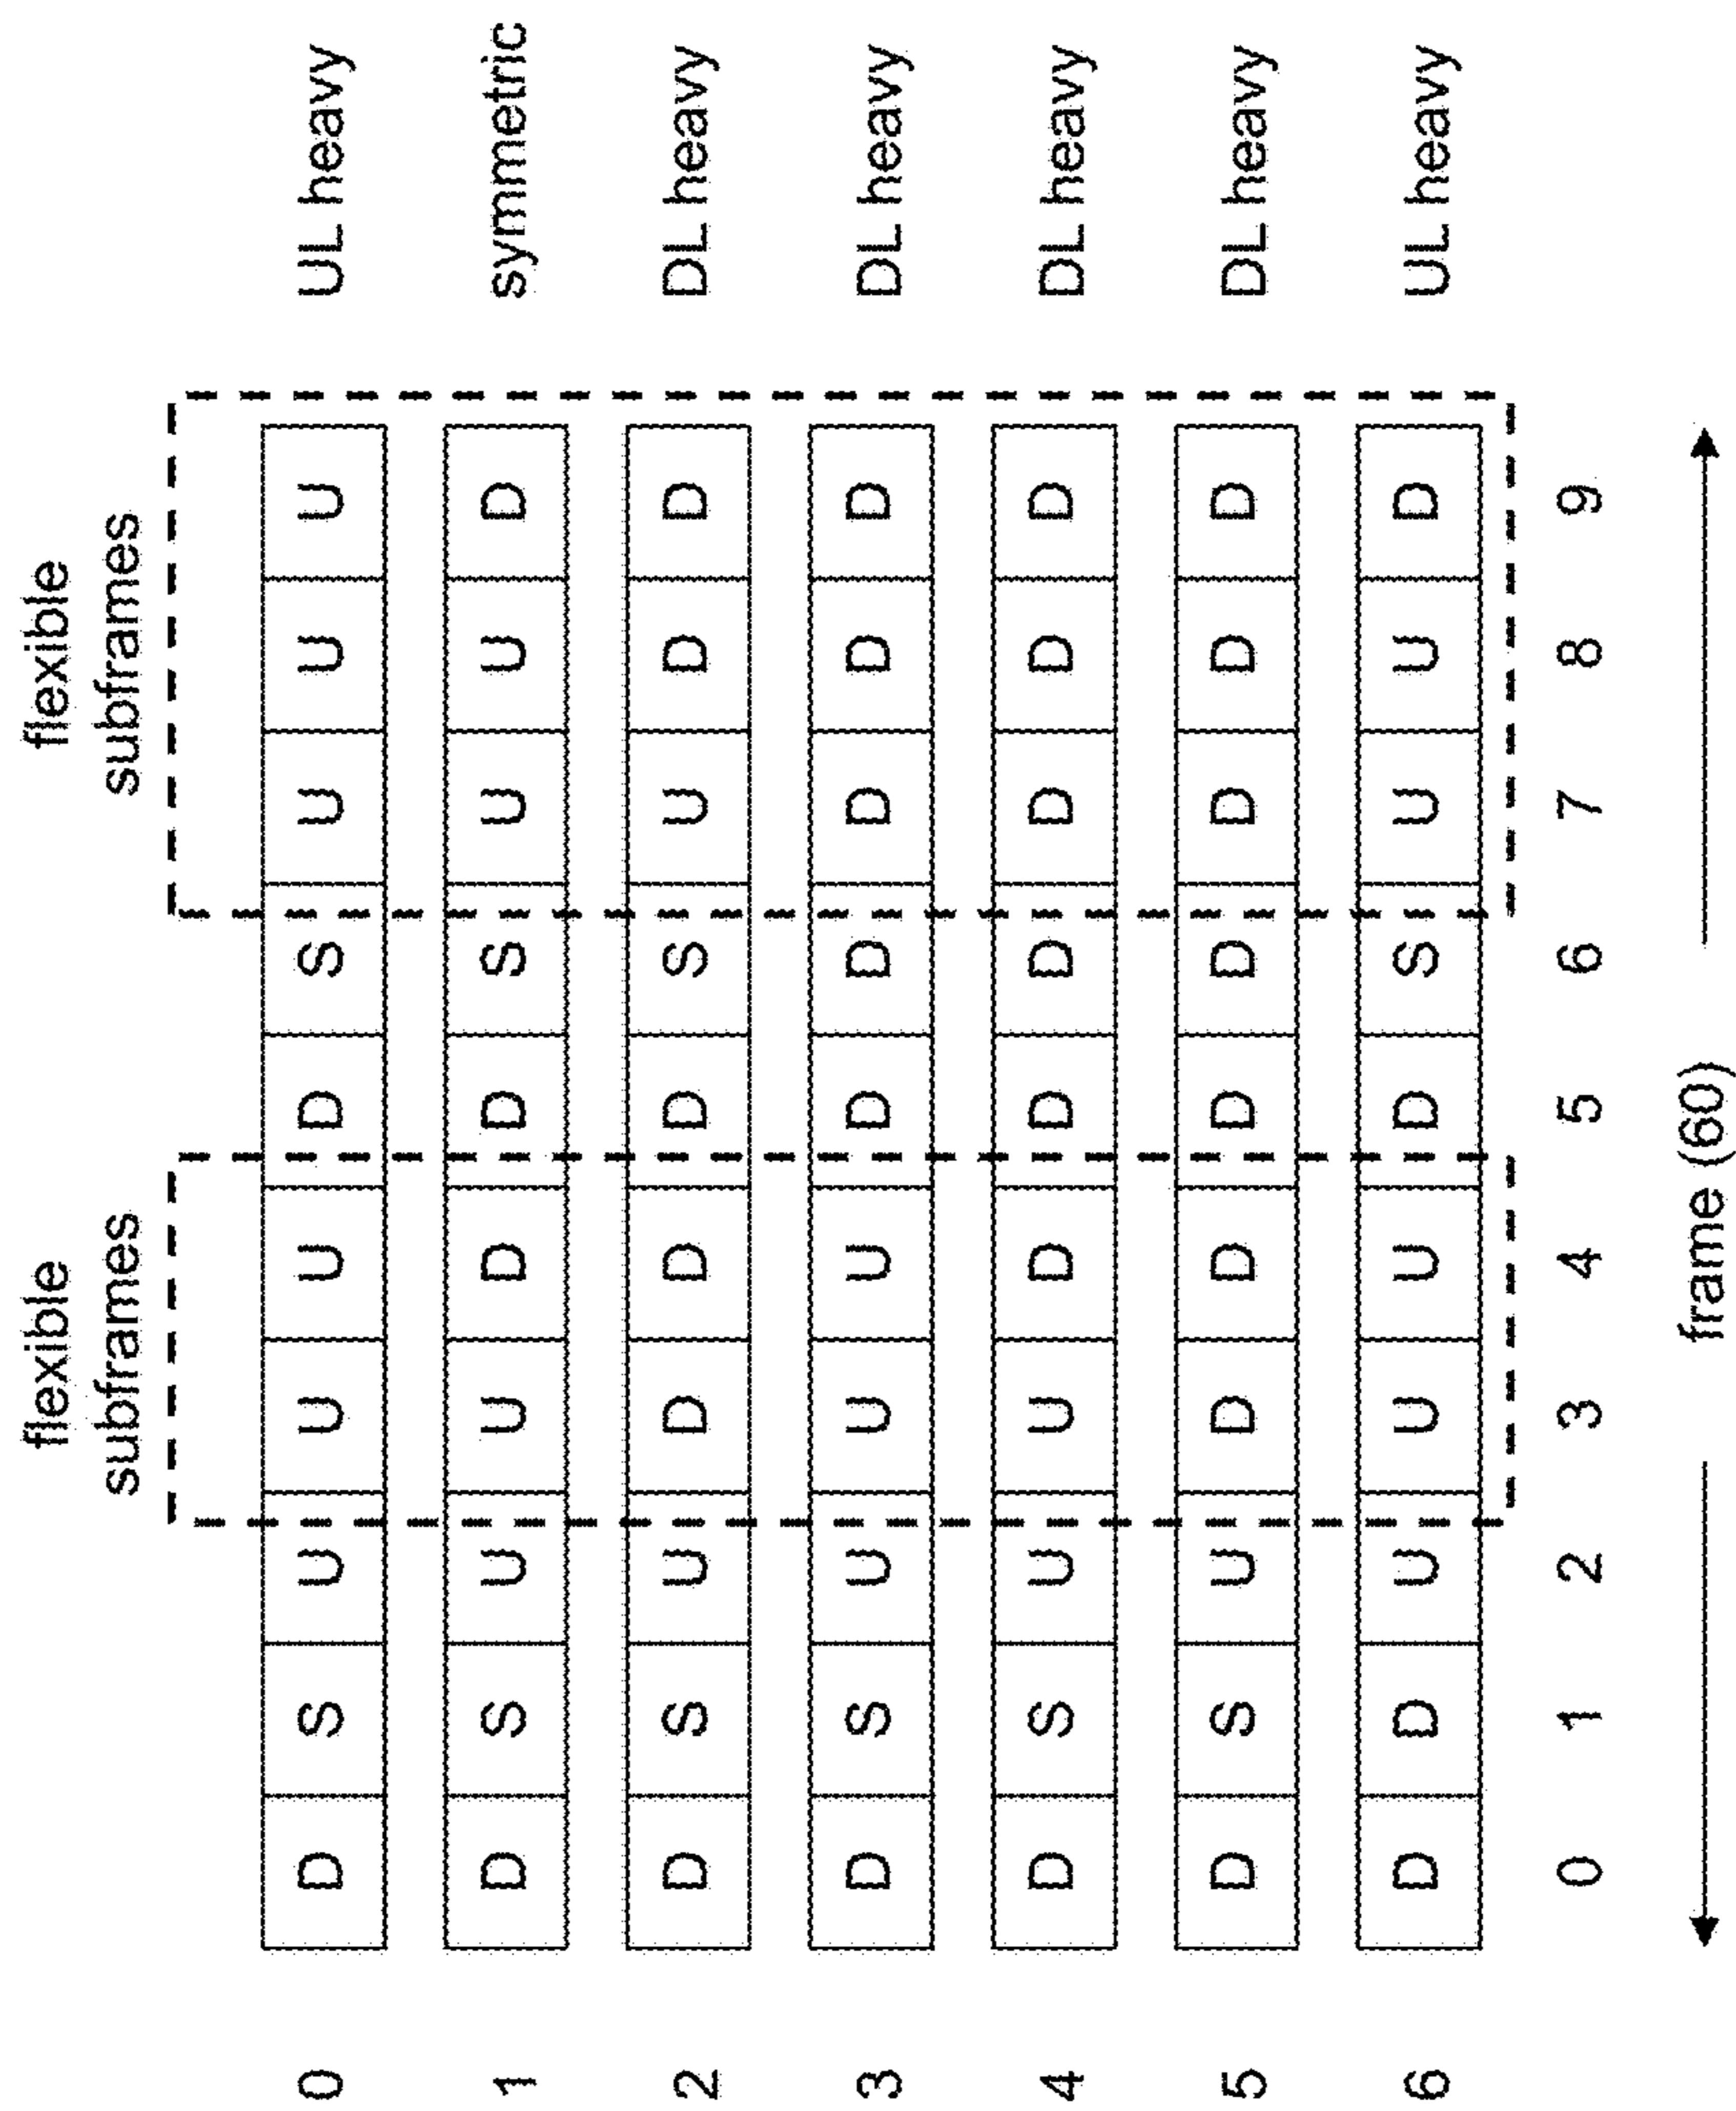 flexible flexible
subframes subframes
0 D S U U U D S U U U UL heavy
1 D S U U D D S U U D symmetric
2 D S U D D D S U D D DL heavy
3 D S U U U D D D D D DL heavy
4 D S U U D D D D D D DL heavy
5 D S U D D D D D D D DL heavy
6 D D U U U D S U U D UL heavy
0 1 2 3 4 5 6 7 8 9
frame (60)